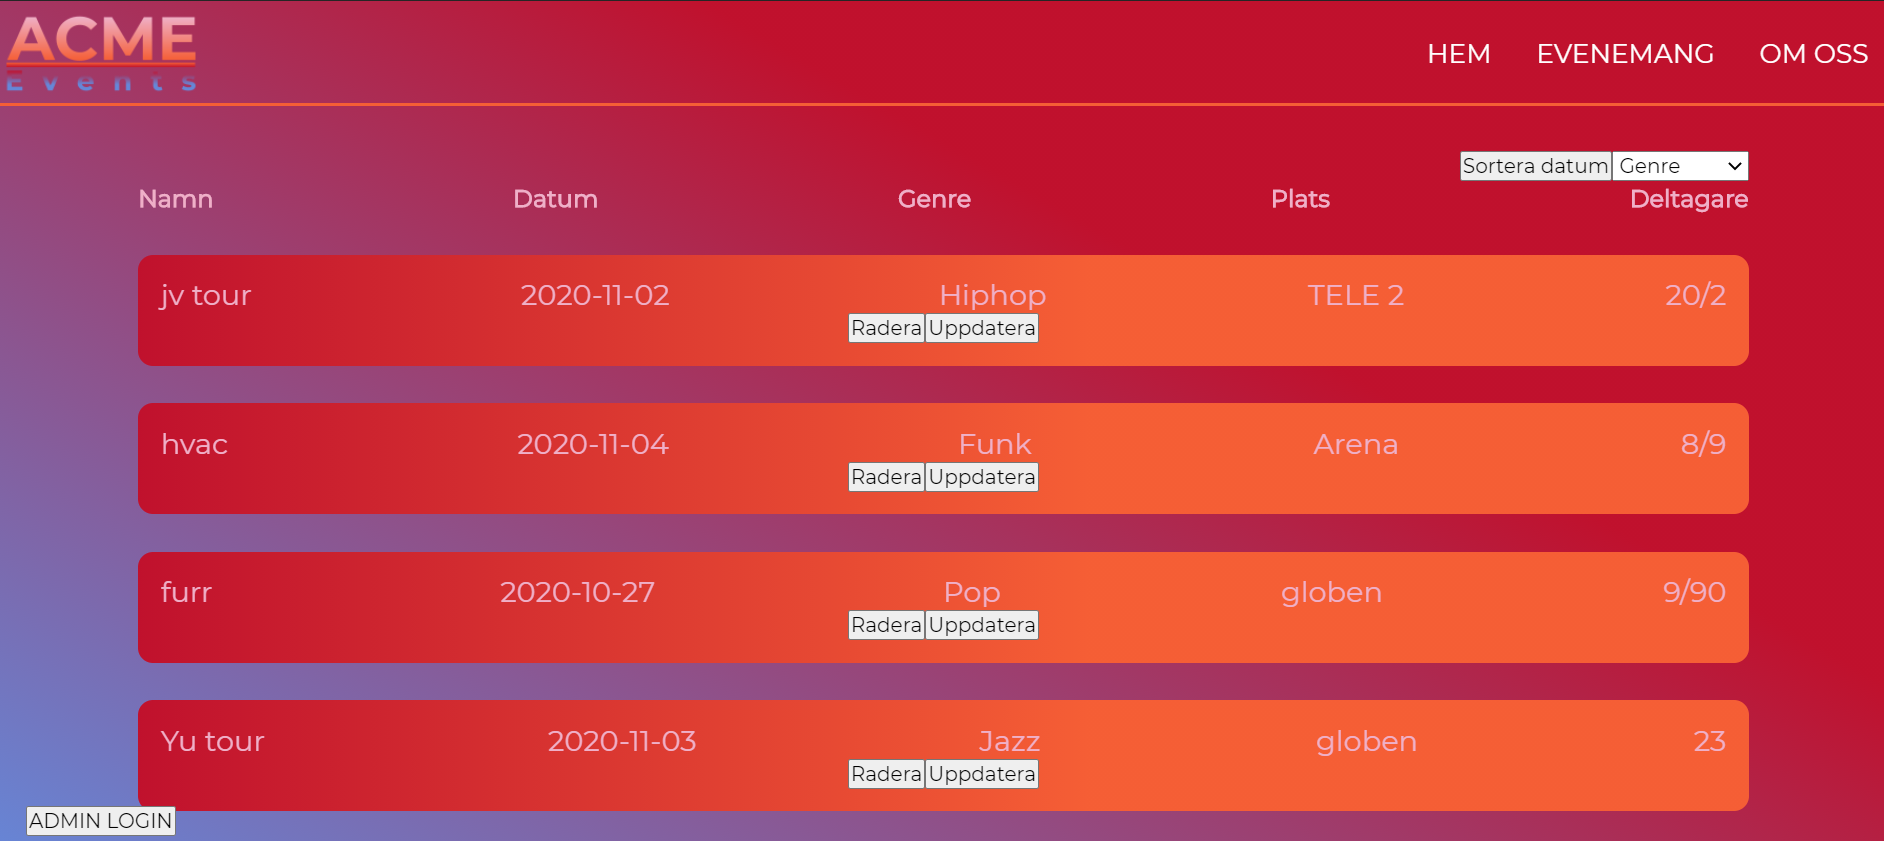 ACME
Events
HEM EVENEMANG OM OSS
Sortera datum Genre
Namn Datum Genre Plats Deltagare
jv tour 2020-11-02 Hiphop TELE 2 20/2
Radera Uppdatera
hvac 2020-11-04 Funk Arena 8/9
Radera Uppdatera
furr 2020-10-27 Pop globen 9/90
Radera Uppdatera
Yu tour 2020-11-03 Jazz globen 23
Radera Uppdatera
ADMIN LOGIN